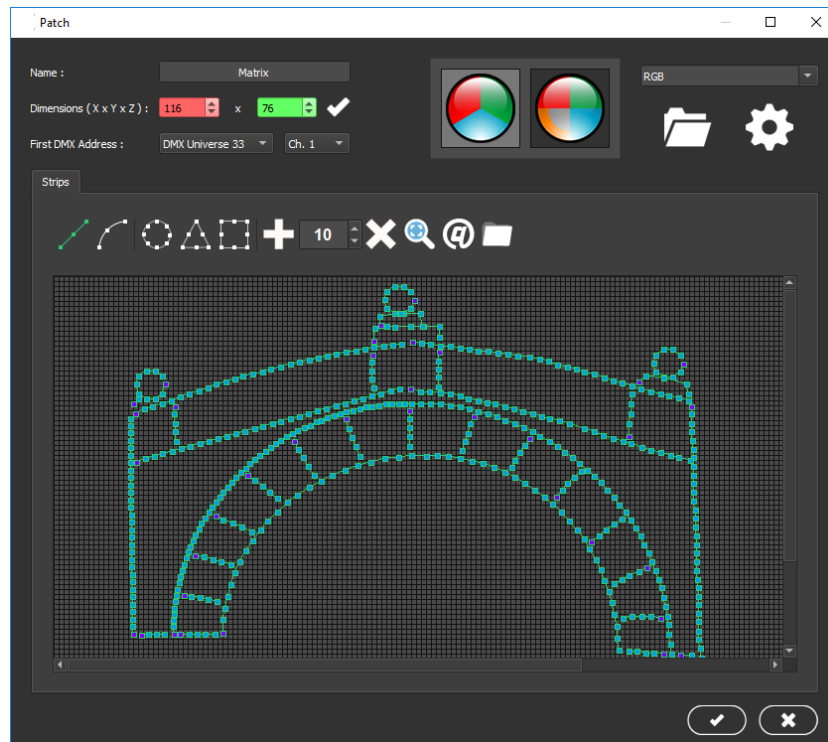 Patch
Name :
Matrix
RGB
Dimensions ( X x Y x Z ) :
116
x
76
First DMX Address :
DMX Universe 33
Ch. 1
Strips
10
@